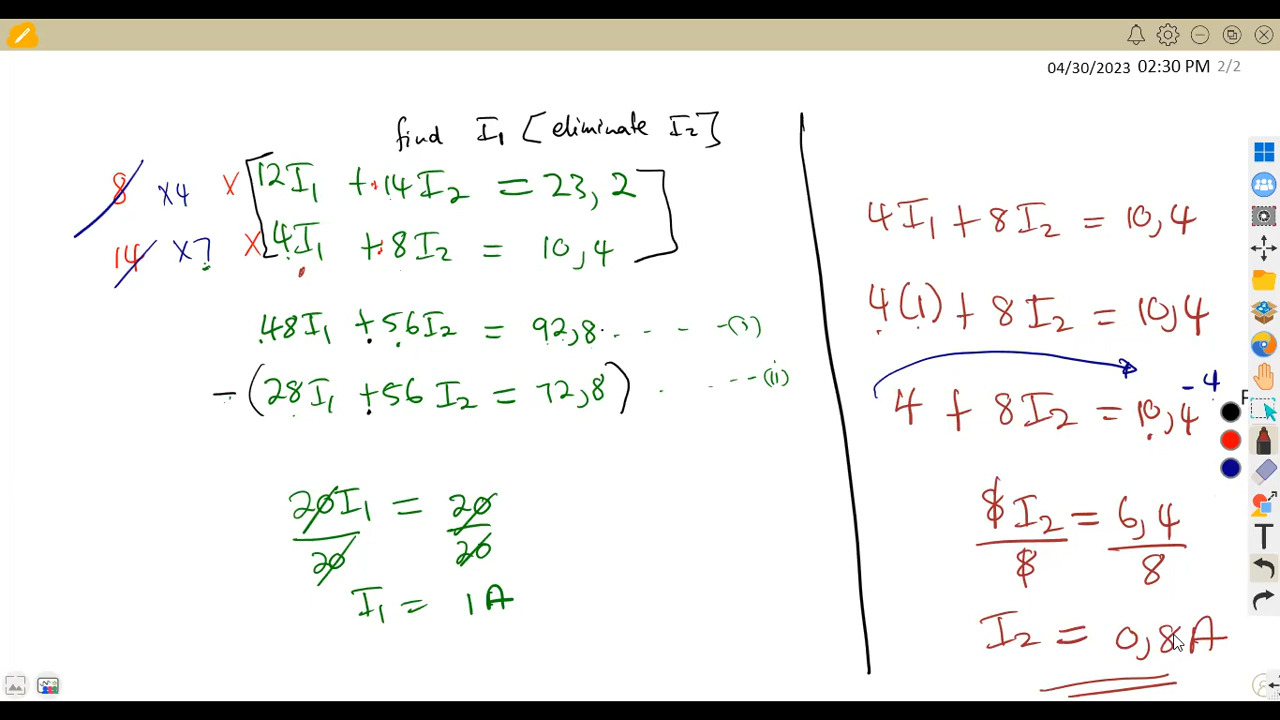 04/30/2023 02:30 PM 2/2
find I₁ [eliminate I₂]
8 ×4 × 12I₁ + 14I₂ = 23,2
14 ×7 × 4I₁ + 8I₂ = 10,4
48I₁ + 56I₂ = 92,8 . . . - - -(i)
-(28I₁ + 56I₂ = 72,8) . . . . - - -(ii)
20I₁ = 20
20 20
I₁ = 1A
4I₁ + 8I₂ = 10,4
4(1) + 8I₂ = 10,4
4 + 8I₂ = 10,4 -4
8I₂ = 6,4
8 8
I₂ = 0,8A
T